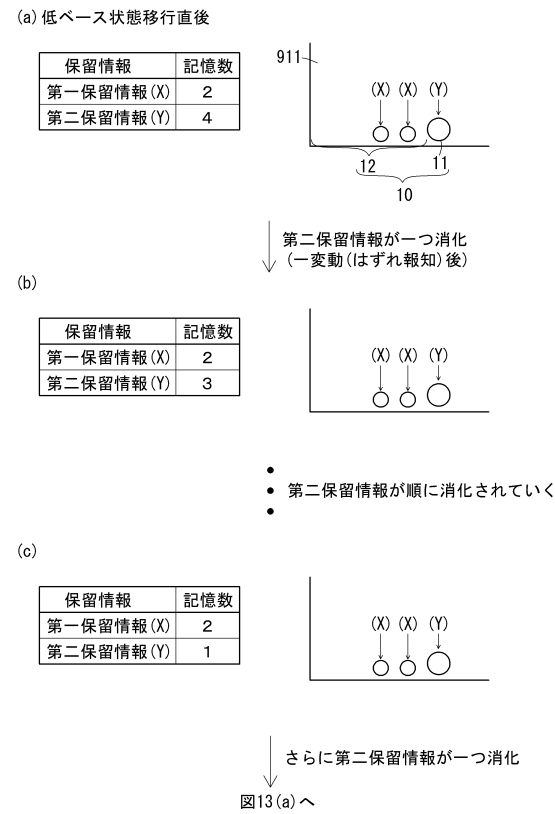 (a)低ベース状態移行直後
保留情報 記憶数
第一保留情報(X) 2
第二保留情報(Y) 4
911
(X) (X) (Y)
12 11
10
第二保留情報が一つ消化
(一変動(はずれ報知)後)
(b)
保留情報 記憶数
第一保留情報(X) 2
第二保留情報(Y) 3
(X) (X) (Y)
第二保留情報が順に消化されていく
(c)
保留情報 記憶数
第一保留情報(X) 2
第二保留情報(Y) 1
(X) (X) (Y)
さらに第二保留情報が一つ消化
図13(a)へ